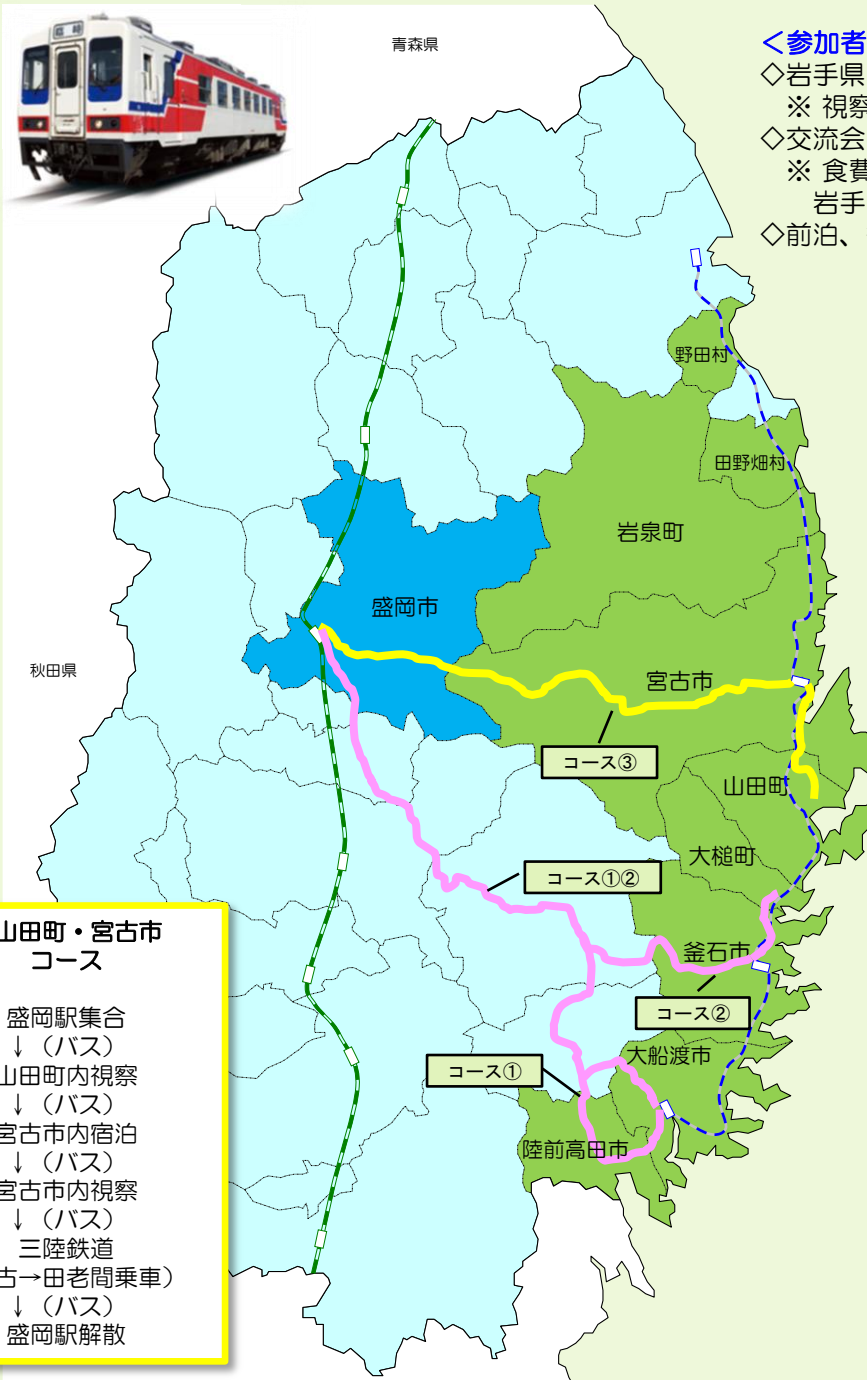 臨時
青森県
<参加者
◇岩手県
※ 視察
◇交流会
※ 食費
岩手
◇前泊、
野田村
田野畑村
岩泉町
盛岡市
秋田県
宮古市
コース③
山田町
大槌町
コース①②
釜石市
コース②
大船渡市
コース①
陸前高田市
山田町・宮古市
コース
盛岡駅集合
↓（バス）
山田町内視察
↓（バス）
宮古市内宿泊
↓（バス）
宮古市内視察
↓（バス）
三陸鉄道
古→田老間乗車）
↓（バス）
盛岡駅解散